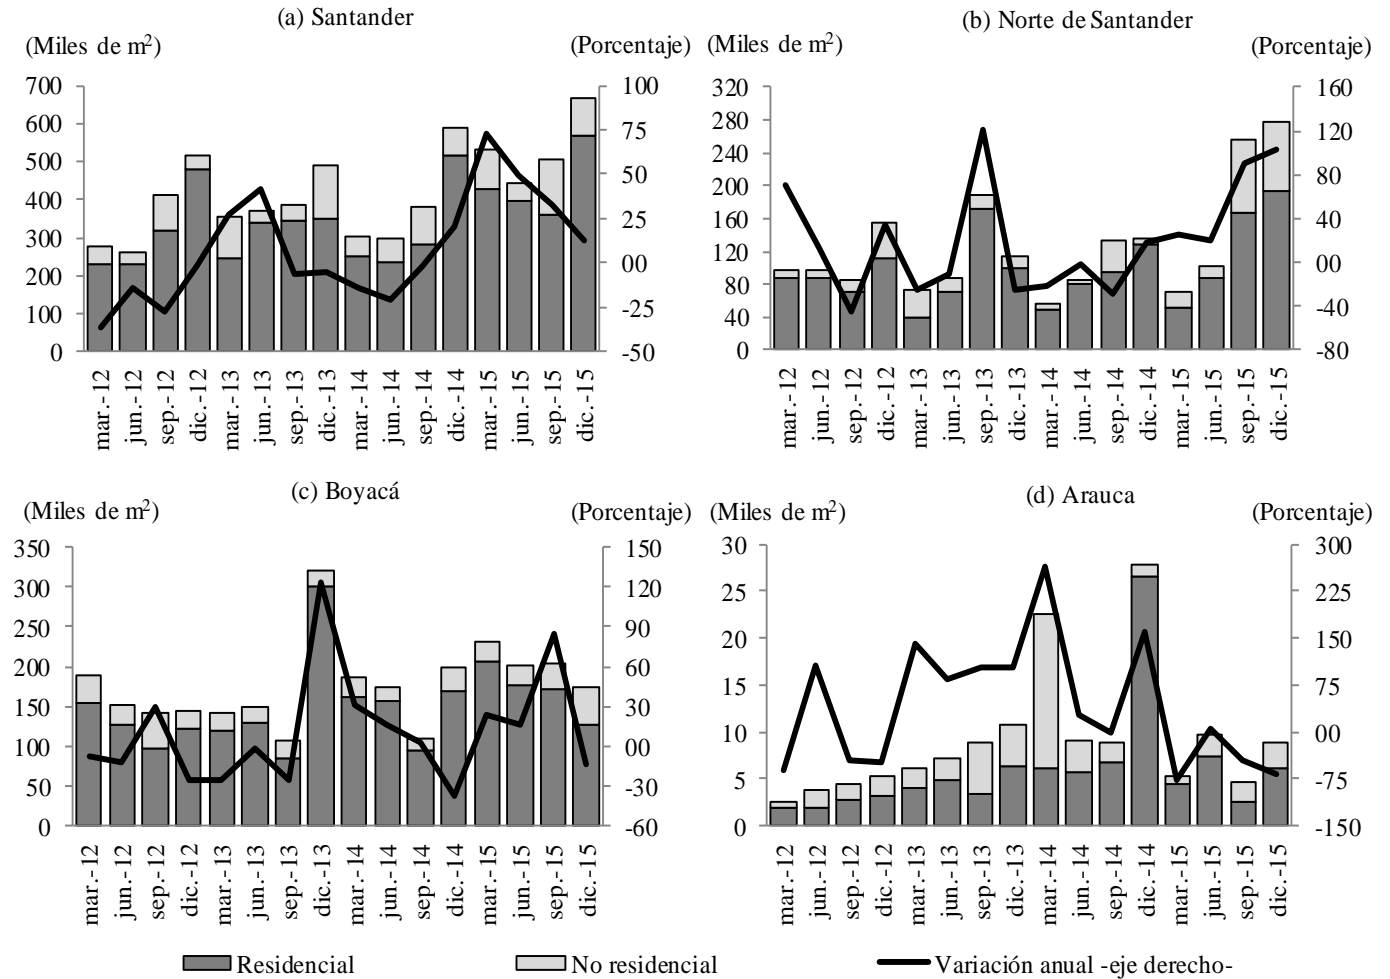 (a) Santander
(Miles de m²) (Porcentaje)
700 600 500 400 300 200 100 0
100 75 50 25 00 -25 -50
mar.-12 jun.-12 sep.-12 dic.-12 mar.-13 jun.-13 sep.-13 dic.-13 mar.-14 jun.-14 sep.-14 dic.-14 mar.-15 jun.-15 sep.-15 dic.-15
(b) Norte de Santander
(Miles de m²) (Porcentaje)
320 280 240 200 160 120 80 40 0
160 120 80 40 00 -40 -80
mar.-12 jun.-12 sep.-12 dic.-12 mar.-13 jun.-13 sep.-13 dic.-13 mar.-14 jun.-14 sep.-14 dic.-14 mar.-15 jun.-15 sep.-15 dic.-15
(c) Boyacá
(Miles de m²) (Porcentaje)
350 300 250 200 150 100 50 0
150 120 90 60 30 00 -30 -60
mar.-12 jun.-12 sep.-12 dic.-12 mar.-13 jun.-13 sep.-13 dic.-13 mar.-14 jun.-14 sep.-14 dic.-14 mar.-15 jun.-15 sep.-15 dic.-15
(d) Arauca
(Miles de m²) (Porcentaje)
30 25 20 15 10 5 0
300 225 150 75 00 -75 -150
mar.-12 jun.-12 sep.-12 dic.-12 mar.-13 jun.-13 sep.-13 dic.-13 mar.-14 jun.-14 sep.-14 dic.-14 mar.-15 jun.-15 sep.-15 dic.-15
Residencial No residencial Variación anual -eje derecho-